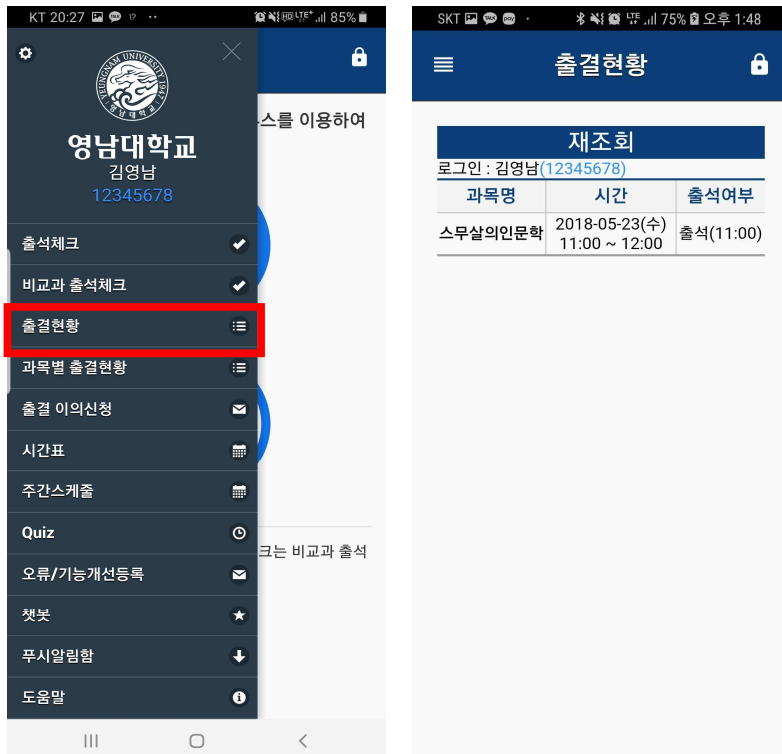 KT 20:27
85%
YEUNGNAM UNIVERSITY 1947
영남대학교
김영남
12345678
출석체크
비교과 출석체크
출결현황
과목별 출결현황
출결 이의신청
시간표
주간스케줄
Quiz
오류/기능개선등록
챗봇
푸시알림함
도움말
스를 이용하여
크는 비교과 출석
SKT
pay
LTE
75%
오후 1:48
출결현황
재조회
로그인 : 김영남(12345678)
과목명 시간 출석여부
스무살의인문학 2018-05-23(수) 11:00 ~ 12:00 출석(11:00)